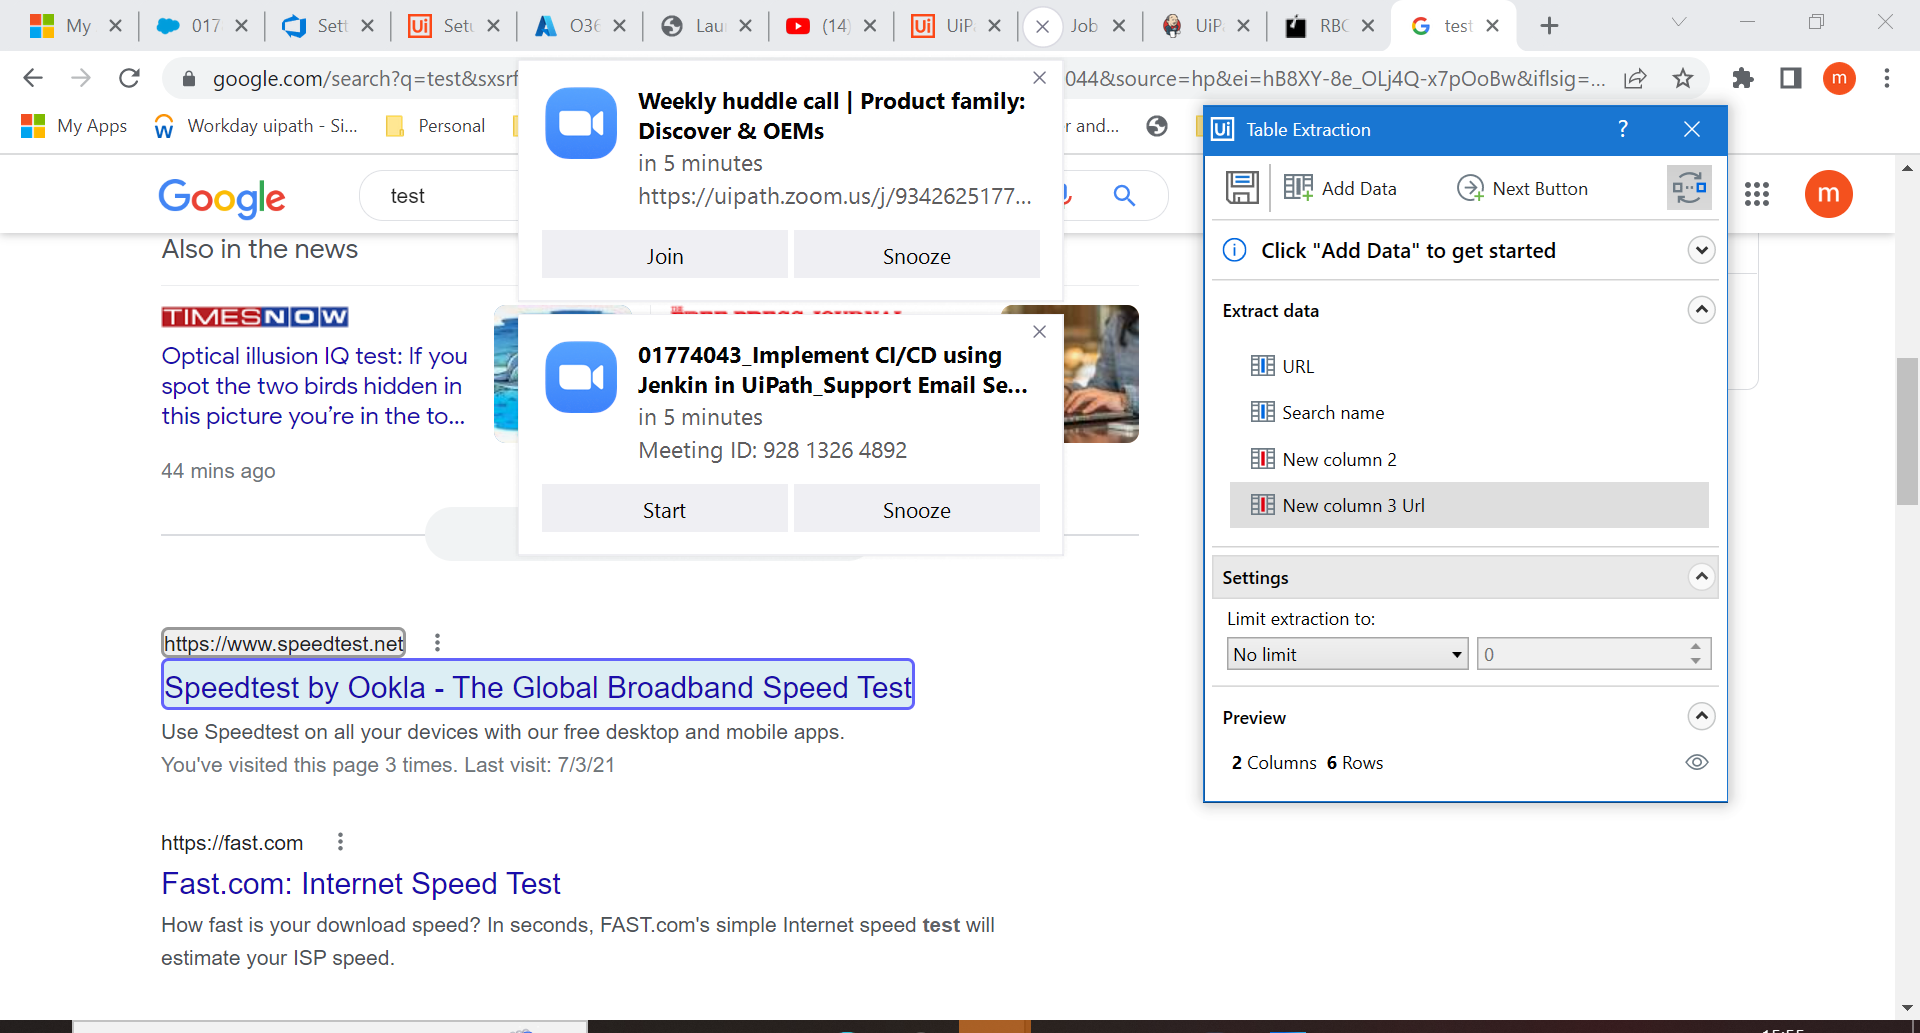 My
017
Sett
Ui
Setu
O36
Lau
(14)
Ui
UiPa
Job
UiPa
RBC
test
google.com/search?q=test&sxsrf
044&source=hp&ei=hB8XY-8e_OLj4Q-x7pOoBw&iflsig=...
m
My Apps
Workday uipath - Si...
Personal
r and...
Google
test
m
Also in the news
TIMES NOW
Optical illusion IQ test: If you
spot the two birds hidden in
this picture you're in the to...
44 mins ago
Weekly huddle call | Product family:
Discover & OEMs
in 5 minutes
https://uipath.zoom.us/j/9342625177...
Join
Snooze
01774043_Implement CI/CD using
Jenkin in UiPath_Support Email Se...
in 5 minutes
Meeting ID: 928 1326 4892
Start
Snooze
https://www.speedtest.net
Speedtest by Ookla - The Global Broadband Speed Test
Use Speedtest on all your devices with our free desktop and mobile apps.
You've visited this page 3 times. Last visit: 7/3/21
https://fast.com
Fast.com: Internet Speed Test
How fast is your download speed? In seconds, FAST.com's simple Internet speed test will
estimate your ISP speed.
Ui Table Extraction
?
Add Data
Next Button
Click "Add Data" to get started
Extract data
URL
Search name
New column 2
New column 3 Url
Settings
Limit extraction to:
No limit
0
Preview
2 Columns 6 Rows